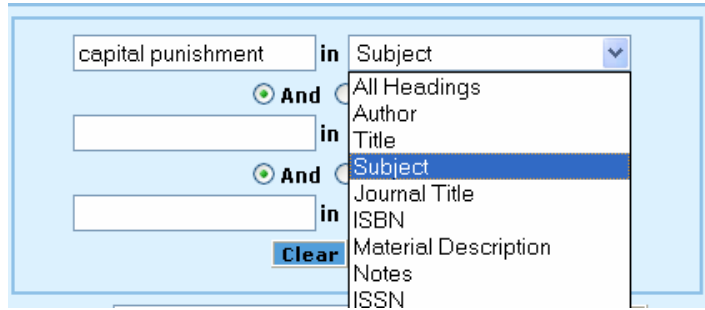 capital punishment in Subject
All Headings
And
Author
in Title
Subject
And
Journal Title
in ISBN
Material Description
Clear
Notes
ISSN